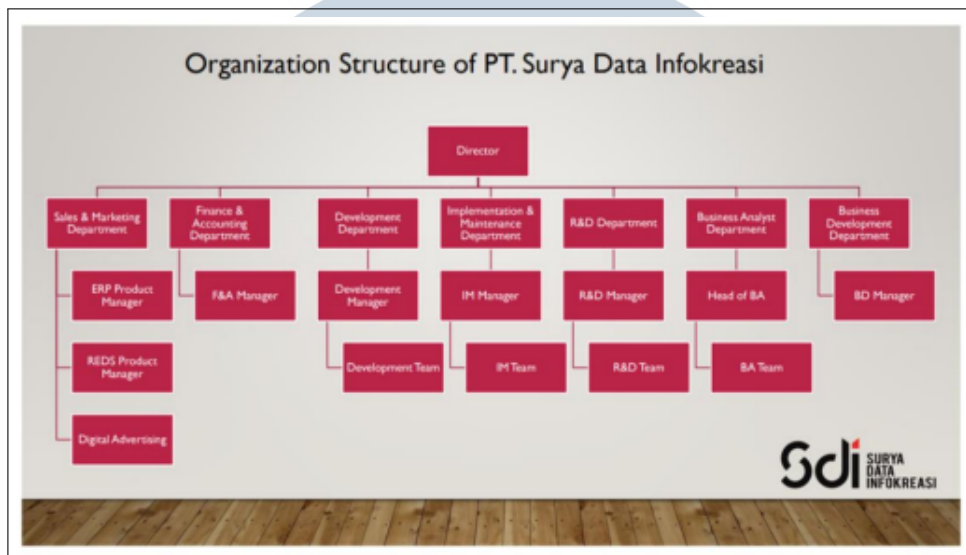 Organization Structure of PT. Surya Data Infokreasi
Director
Sales & Marketing
Department
Finance &
Accounting
Department
Development
Department
Implementation &
Maintenance
Department
R&D Department
Business Analyst
Department
Business
Development
Department
ERP Product
Manager
F&A Manager
Development
Manager
IM Manager
R&D Manager
Head of BA
BD Manager
REDS Product
Manager
Development Team
IM Team
R&D Team
BA Team
Digital Advertising
Sdi
SURYA
DATA
INFOKREASI